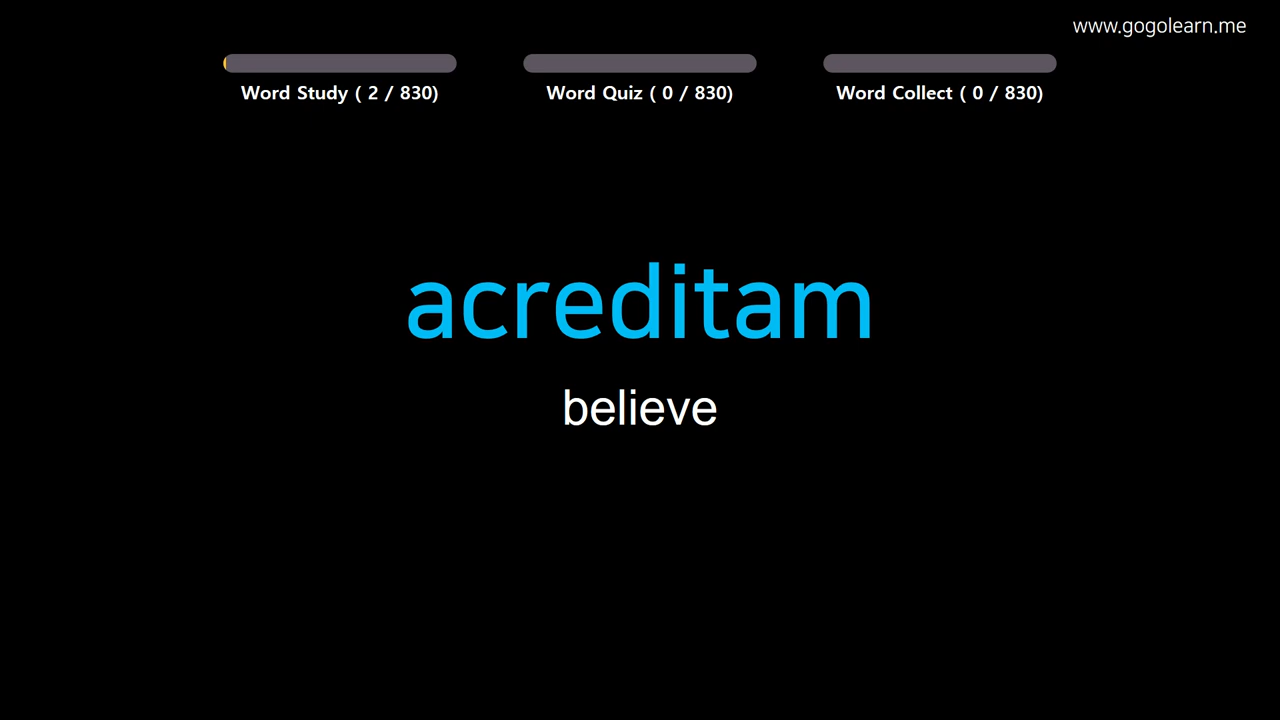 www.gogolearn.me
Word Study ( 2 / 830)
Word Quiz ( 0 / 830)
Word Collect ( 0 / 830)
acreditam
believe